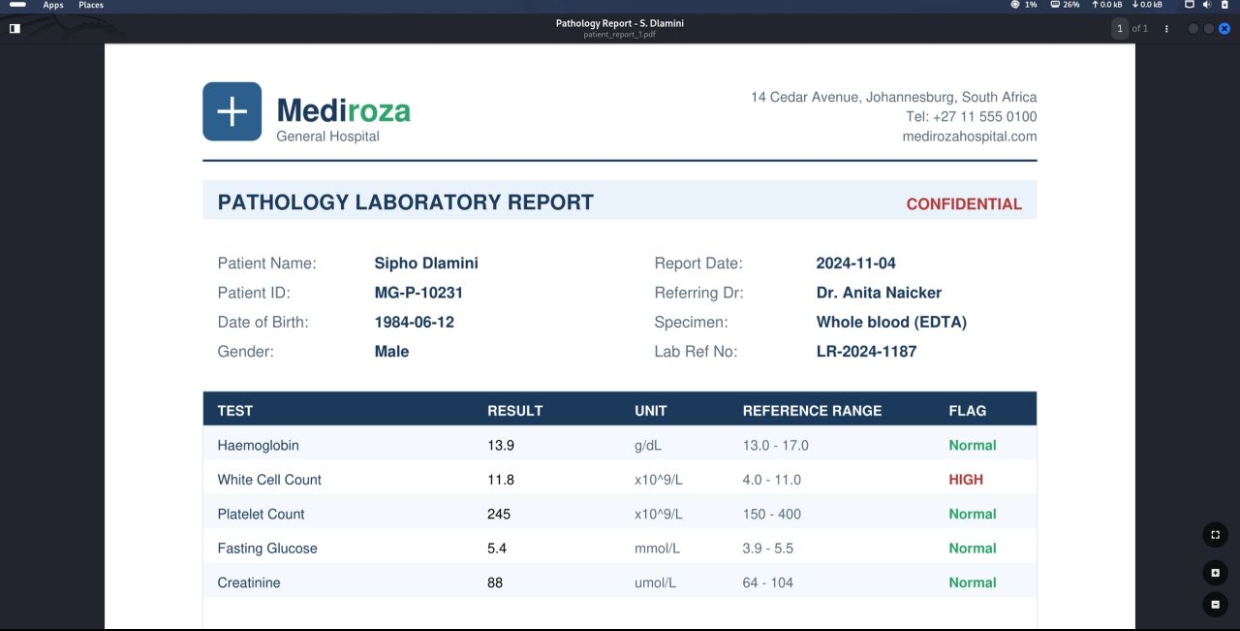 Apps Places 1% 26% ↑ 0.0 kB ↓ 0.0 kB
Pathology Report - S. Dlamini
patient_report_1.pdf
1 of 1
Mediroza
General Hospital
14 Cedar Avenue, Johannesburg, South Africa
Tel: +27 11 555 0100
medirozahospital.com
PATHOLOGY LABORATORY REPORT CONFIDENTIAL
Patient Name: Sipho Dlamini Report Date: 2024-11-04
Patient ID: MG-P-10231 Referring Dr: Dr. Anita Naicker
Date of Birth: 1984-06-12 Specimen: Whole blood (EDTA)
Gender: Male Lab Ref No: LR-2024-1187
TEST RESULT UNIT REFERENCE RANGE FLAG
Haemoglobin 13.9 g/dL 13.0 - 17.0 Normal
White Cell Count 11.8 x10^9/L 4.0 - 11.0 HIGH
Platelet Count 245 x10^9/L 150 - 400 Normal
Fasting Glucose 5.4 mmol/L 3.9 - 5.5 Normal
Creatinine 88 umol/L 64 - 104 Normal